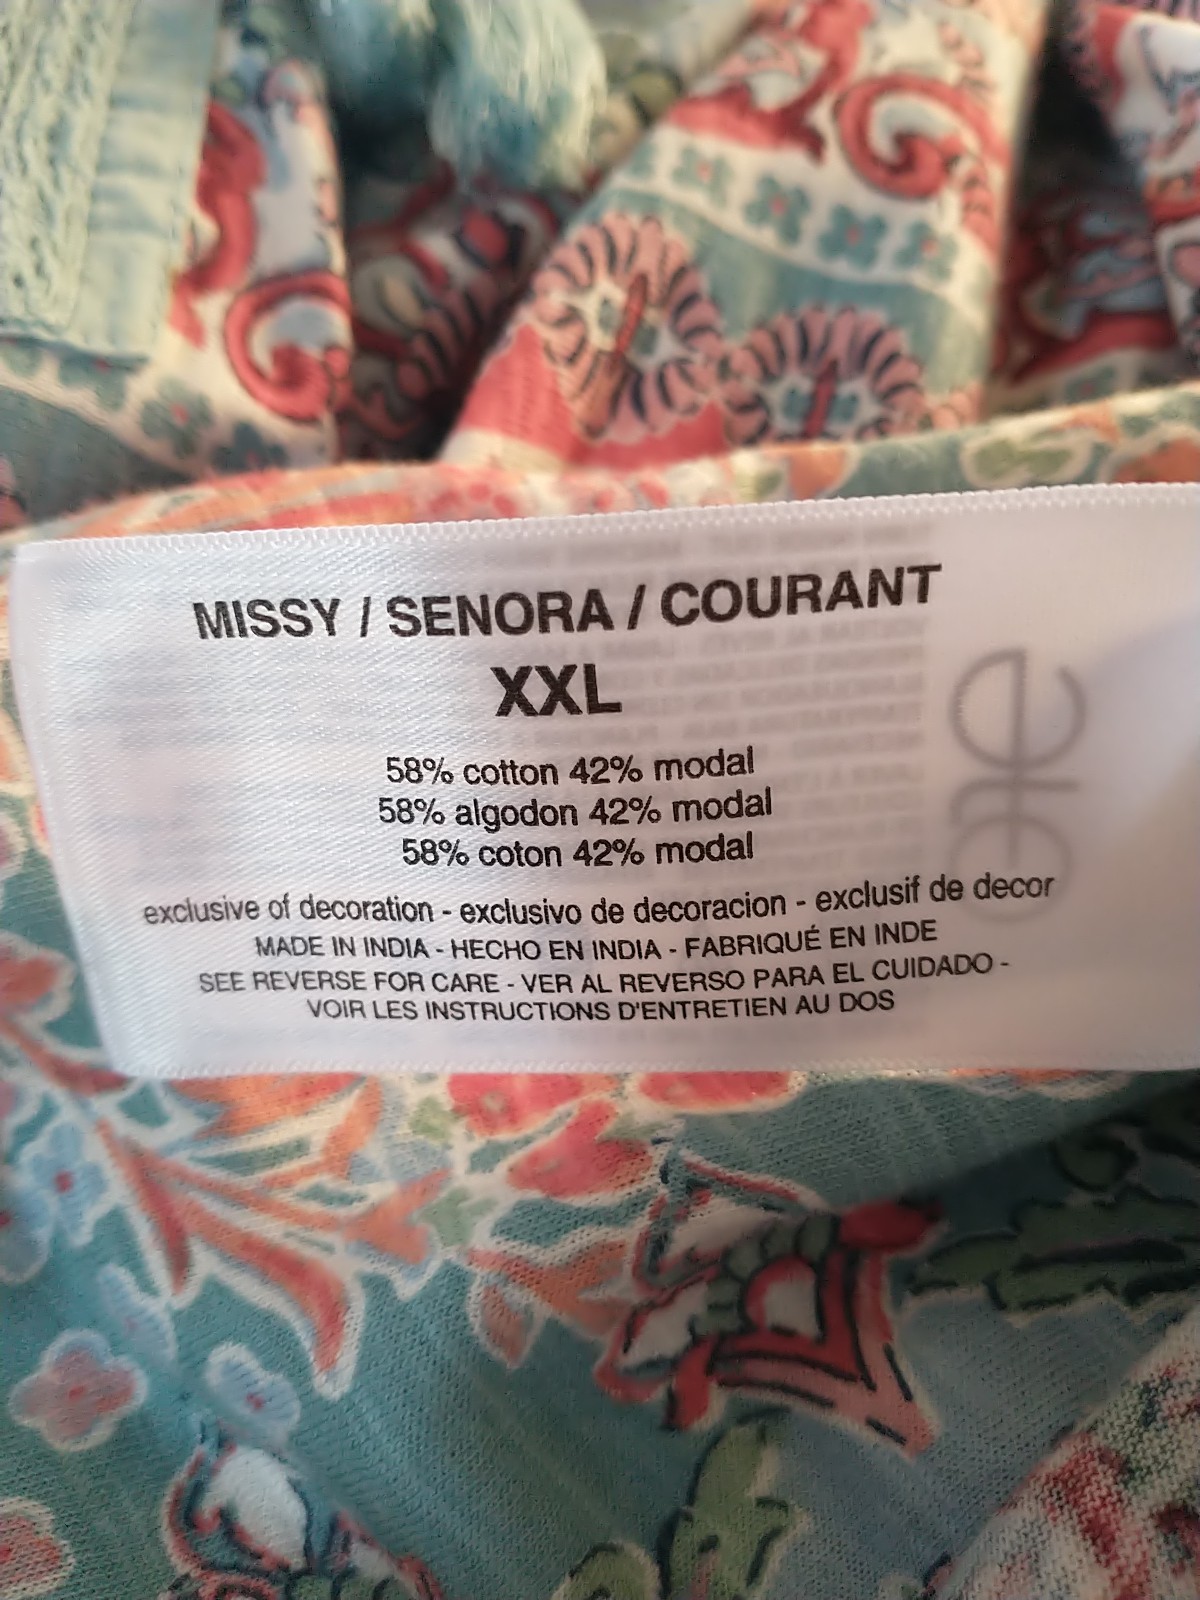 MISSY / SENORA / COURANT
XXL
58% cotton 42% modal
58% algodon 42% modal
58% coton 42% modal
exclusive of decoration - exclusivo de decoracion - exclusif de decor
MADE IN INDIA - HECHO EN INDIA - FABRIQUÉ EN INDE
SEE REVERSE FOR CARE - VER AL REVERSO PARA EL CUIDADO -
VOIR LES INSTRUCTIONS D'ENTRETIEN AU DOS